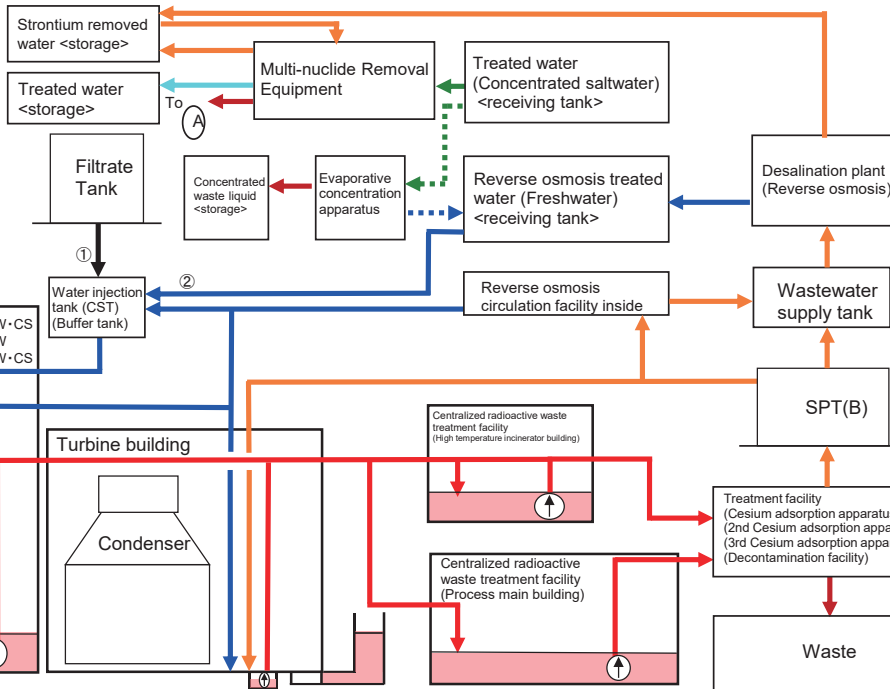 Strontium removed
water <storage>
Multi-nuclide Removal
Equipment
Treated water
(Concentrated saltwater)
<receiving tank>
Treated water
<storage>
To
A
Filtrate
Tank
Concentrated
waste liquid
<storage>
Evaporative
concentration
apparatus
Reverse osmosis treated
water (Freshwater)
<receiving tank>
Desalination plant
(Reverse osmosis)
①
②
Water injection
tank (CST)
(Buffer tank)
Reverse osmosis
circulation facility inside
Wastewater
supply tank
W・CS
W
W・CS
SPT(B)
Turbine building
Condenser
Centralized radioactive waste
treatment facility
(High temperature incinerator building)
Treatment facility
(Cesium adsorption apparatu
(2nd Cesium adsorption appa
(3rd Cesium adsorption appar
(Decontamination facility)
Centralized radioactive
waste treatment facility
(Process main building)
Waste